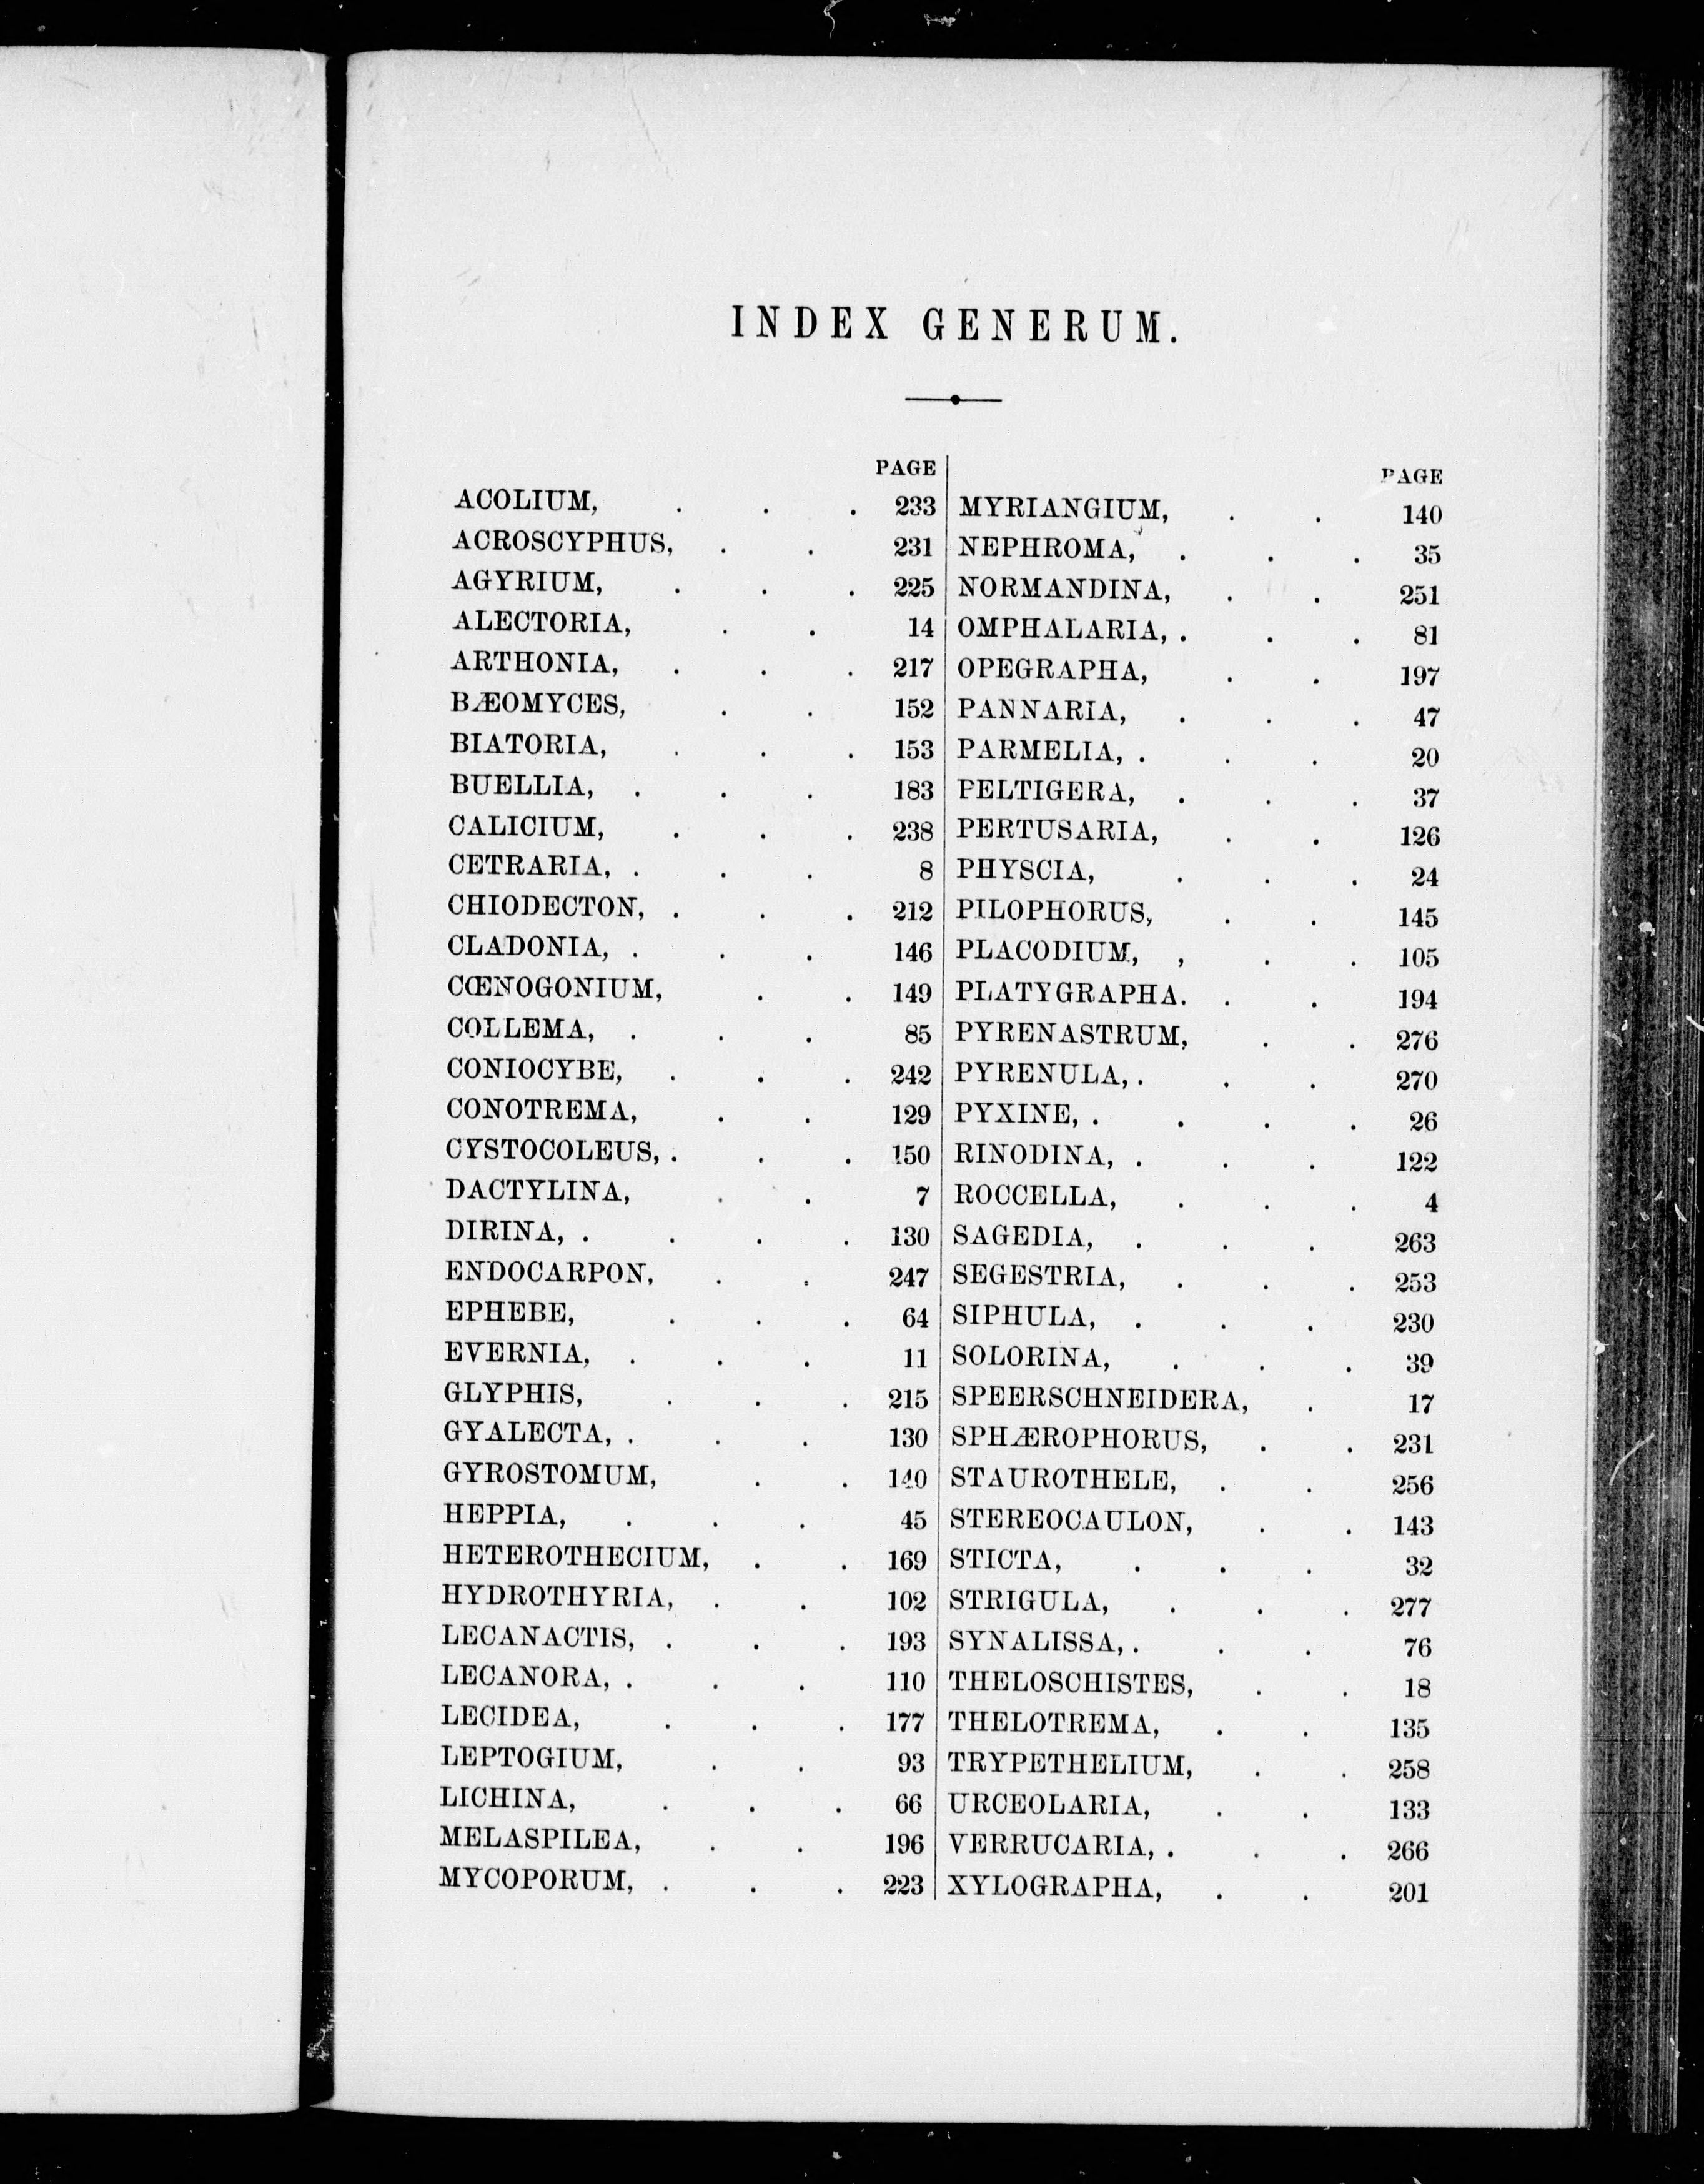 INDEX GENERUM.
PAGE
ACOLIUM, . . . 233
ACROSCYPHUS, . . 231
AGYRIUM, . . . 225
ALECTORIA, . . 14
ARTHONIA, . . . 217
BÆOMYCES, . . 152
BIATORIA, . . . 153
BUELLIA, . . . 183
CALICIUM, . . . 238
CETRARIA, . . . 8
CHIODECTON, . . . 212
CLADONIA, . . . 146
CŒNOGONIUM, . . 149
COLLEMA, . . . 85
CONIOCYBE, . . . 242
CONOTREMA, . . 129
CYSTOCOLEUS, . . . 150
DACTYLINA, . . 7
DIRINA, . . . . 130
ENDOCARPON, . . 247
EPHEBE, . . . 64
EVERNIA, . . . 11
GLYPHIS, . . . 215
GYALECTA, . . . 130
GYROSTOMUM, . . 140
HEPPIA, . . . 45
HETEROTHECIUM, . . 169
HYDROTHYRIA, . . 102
LECANACTIS, . . . 193
LECANORA, . . . 110
LECIDEA, . . . 177
LEPTOGIUM, . . 93
LICHINA, . . . 66
MELASPILEA, . . 196
MYCOPORUM, . . . 223
PAGE
MYRIANGIUM, . . 140
NEPHROMA, . . . 35
NORMANDINA, . . 251
OMPHALARIA, . . . 81
OPEGRAPHA, . . 197
PANNARIA, . . . 47
PARMELIA, . . . 20
PELTIGERA, . . . 37
PERTUSARIA, . . 126
PHYSCIA, . . . 24
PILOPHORUS, . . 145
PLACODIUM, , . . 105
PLATYGRAPHA. . . 194
PYRENASTRUM, . . 276
PYRENULA, . . . 270
PYXINE, . . . . 26
RINODINA, . . . 122
ROCCELLA, . . . 4
SAGEDIA, . . . 263
SEGESTRIA, . . . 253
SIPHULA, . . . 230
SOLORINA, . . . 39
SPEERSCHNEIDERA, . 17
SPHÆROPHORUS, . . 231
STAUROTHELE, . . 256
STEREOCAULON, . . 143
STICTA, . . . 32
STRIGULA, . . . 277
SYNALISSA, . . . 76
THELOSCHISTES, . . 18
THELOTREMA, . . 135
TRYPETHELIUM, . . 258
URCEOLARIA, . . 133
VERRUCARIA, . . . 266
XYLOGRAPHA, . . 201